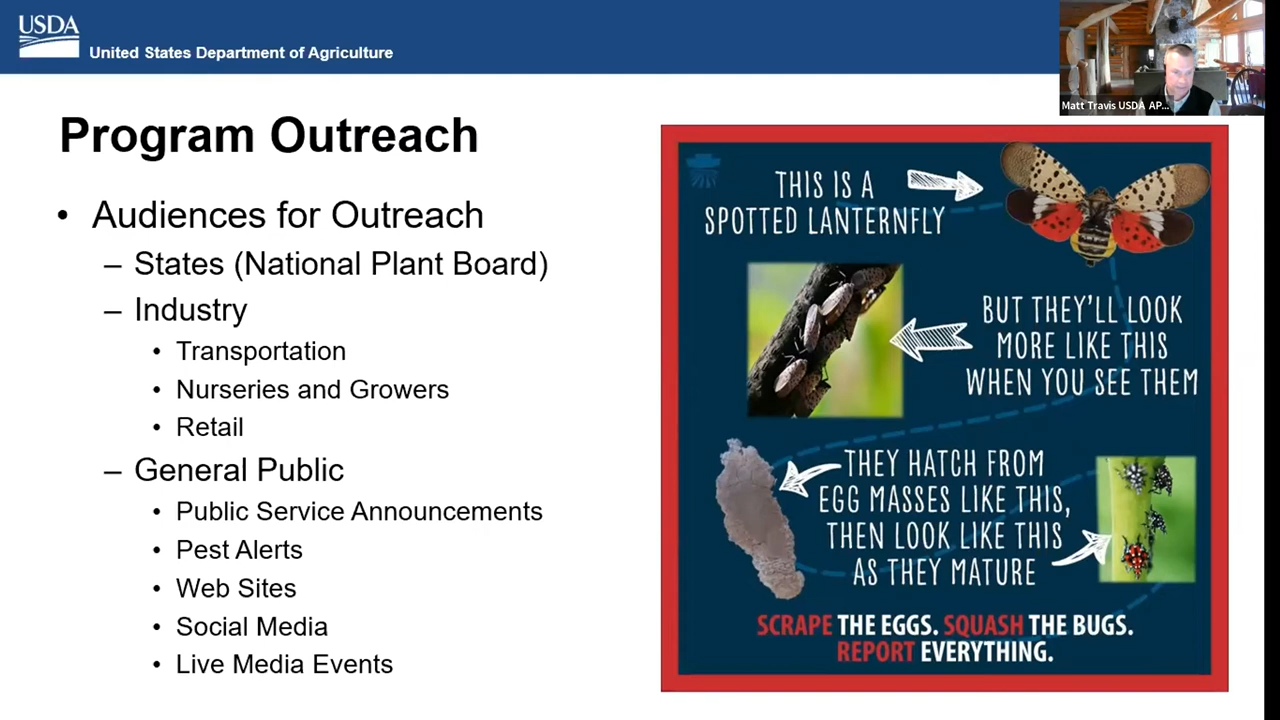 USDA
United States Department of Agriculture
Matt Travis USDA AP...
Program Outreach
• Audiences for Outreach
– States (National Plant Board)
– Industry
• Transportation
• Nurseries and Growers
• Retail
– General Public
• Public Service Announcements
• Pest Alerts
• Web Sites
• Social Media
• Live Media Events
THIS IS A
SPOTTED LANTERNFLY
BUT THEY'LL LOOK
MORE LIKE THIS
WHEN YOU SEE THEM
THEY HATCH FROM
EGG MASSES LIKE THIS,
THEN LOOK LIKE THIS
AS THEY MATURE
SCRAPE THE EGGS. SQUASH THE BUGS.
REPORT EVERYTHING.